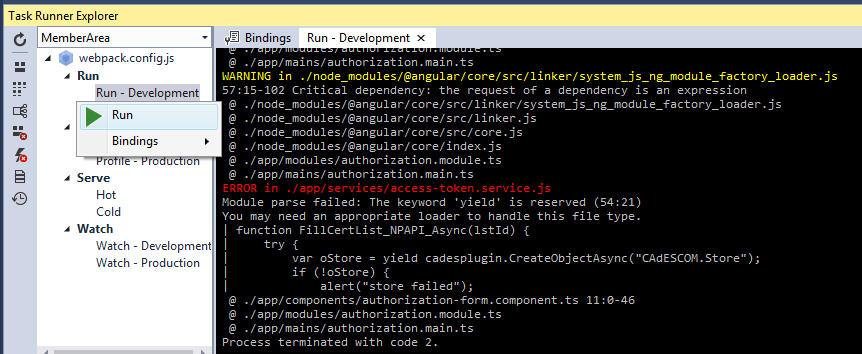 Task Runner Explorer
MemberArea
webpack.config.js
Run
Run - Development
Run
Bindings
Profile - Production
Serve
Hot
Cold
Watch
Watch - Development
Watch - Production
Bindings
Run - Development
@ ./app/modules/authorization.module.ts
@ ./app/mains/authorization.main.ts
WARNING in ./node_modules/@angular/core/src/linker/system_js_ng_module_factory_loader.js
57:15-102 Critical dependency: the request of a dependency is an expression
@ ./node_modules/@angular/core/src/linker/system_js_ng_module_factory_loader.js
@ ./node_modules/@angular/core/src/linker.js
@ ./node_modules/@angular/core/src/core.js
@ ./node_modules/@angular/core/index.js
@ ./app/modules/authorization.module.ts
@ ./app/mains/authorization.main.ts
ERROR in ./app/services/access-token.service.js
Module parse failed: The keyword 'yield' is reserved (54:21)
You may need an appropriate loader to handle this file type.
| function FillCertList_NPAPI_Async(lstId) {
|     try {
|         var oStore = yield cadesplugin.CreateObjectAsync("CAdESCOM.Store");
|         if (!oStore) {
|             alert("store failed");
@ ./app/components/authorization-form.component.ts 11:0-46
@ ./app/modules/authorization.module.ts
@ ./app/mains/authorization.main.ts
Process terminated with code 2.